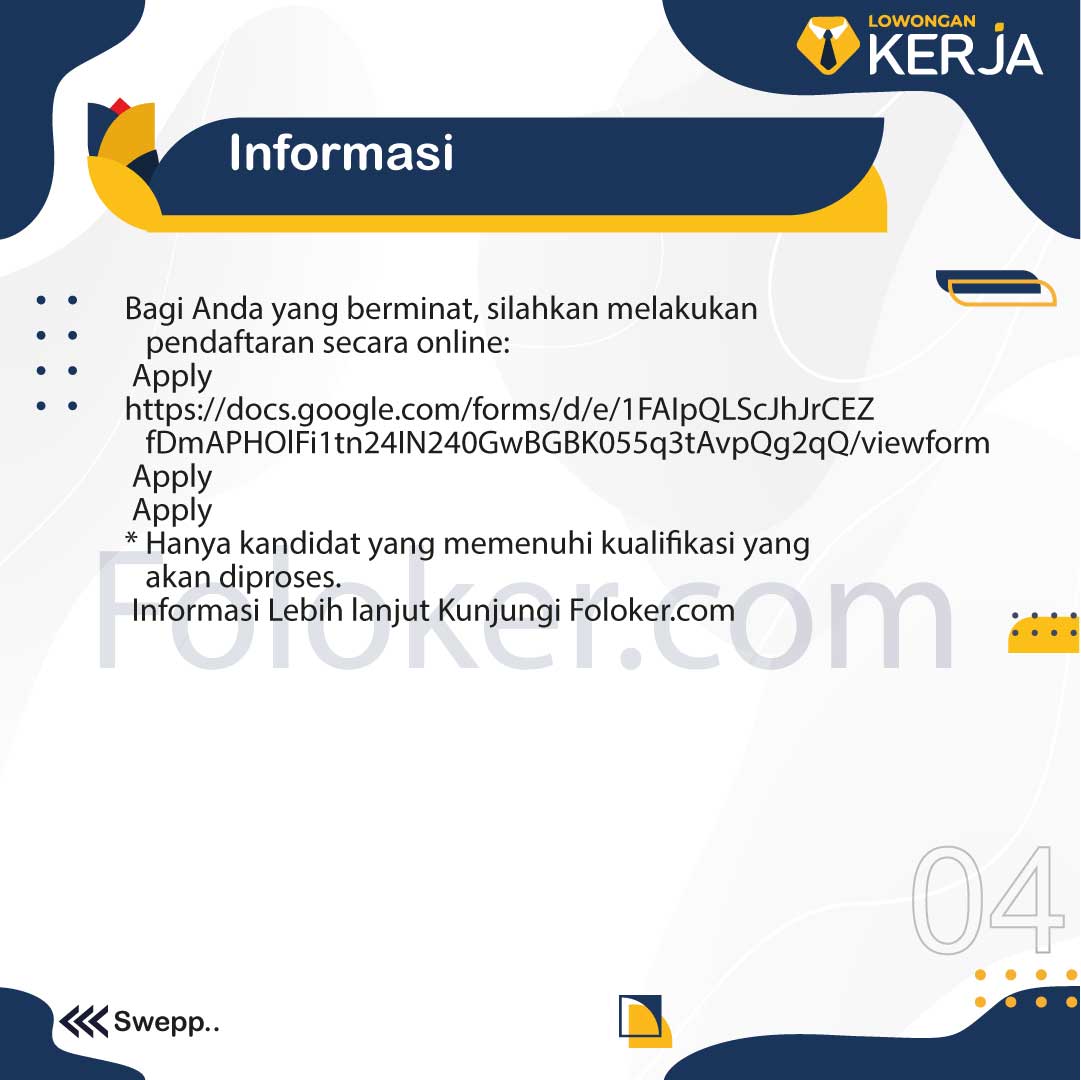 LOWONGAN
KERJA
Informasi
Bagi Anda yang berminat, silahkan melakukan
pendaftaran secara online:
Apply
https://docs.google.com/forms/d/e/1FAIpQLScJhJrCEZ
fDmAPHOlFi1tn24IN240GwBGBK055q3tAvpQg2qQ/viewform
Apply
Apply
* Hanya kandidat yang memenuhi kualifikasi yang
akan diproses.
Informasi Lebih lanjut Kunjungi Foloker.com
Foloker.com
04
Swepp..